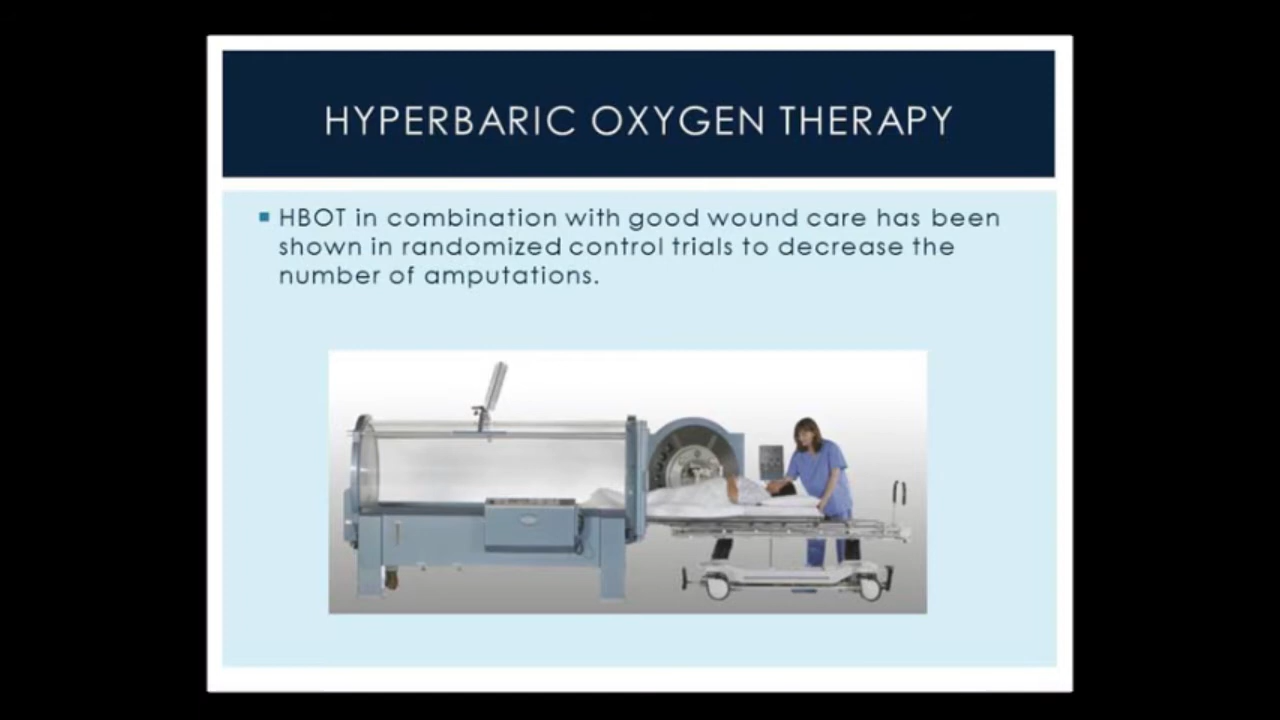 HYPERBARIC OXYGEN THERAPY
HBOT in combination with good wound care has been
shown in randomized control trials to decrease the
number of amputations.